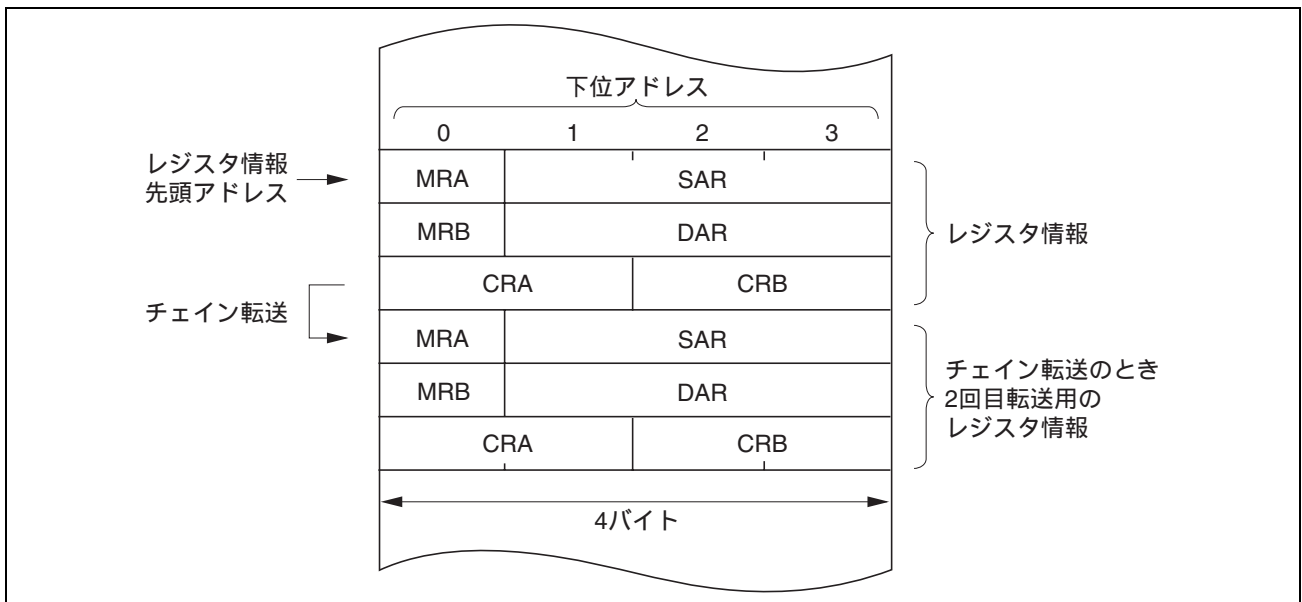 下位アドレス
0 1 2 3
レジスタ情報
先頭アドレス
MRA SAR
MRB DAR
レジスタ情報
CRA CRB
チェイン転送
MRA SAR
MRB DAR
チェイン転送のとき
2回目転送用の
レジスタ情報
CRA CRB
4バイト